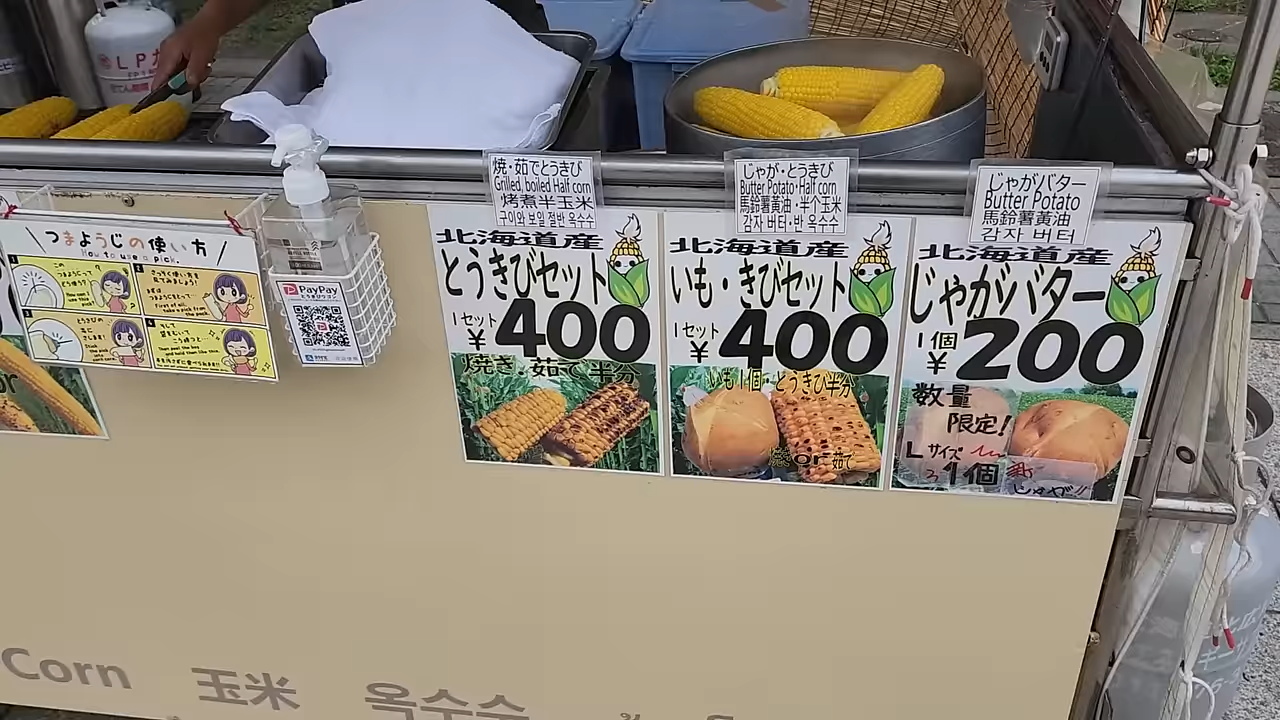 LPガ
\つまようじの使い方/
How to use a pick.
PayPay
焼・茹でとうきび
Grilled, boiled Half corn
烤煮半玉米
구이와 보일 절반 옥수수
北海道産
とうきびセット
1セット
¥400
焼き、茹で半分
じゃが・とうきび
Butter Potato・Half corn
馬鈴薯黄油・半个玉米
감자 버터・반 옥수수
北海道産
いも・きびセット
1セット
¥400
いも1個・とうきび半分
焼きor茹で
じゃがバター
Butter Potato
馬鈴薯黄油
감자 버터
北海道産
じゃがバター
1個
¥200
数量
限定!
Lサイズ
1個
or
Corn 玉米 옥수수